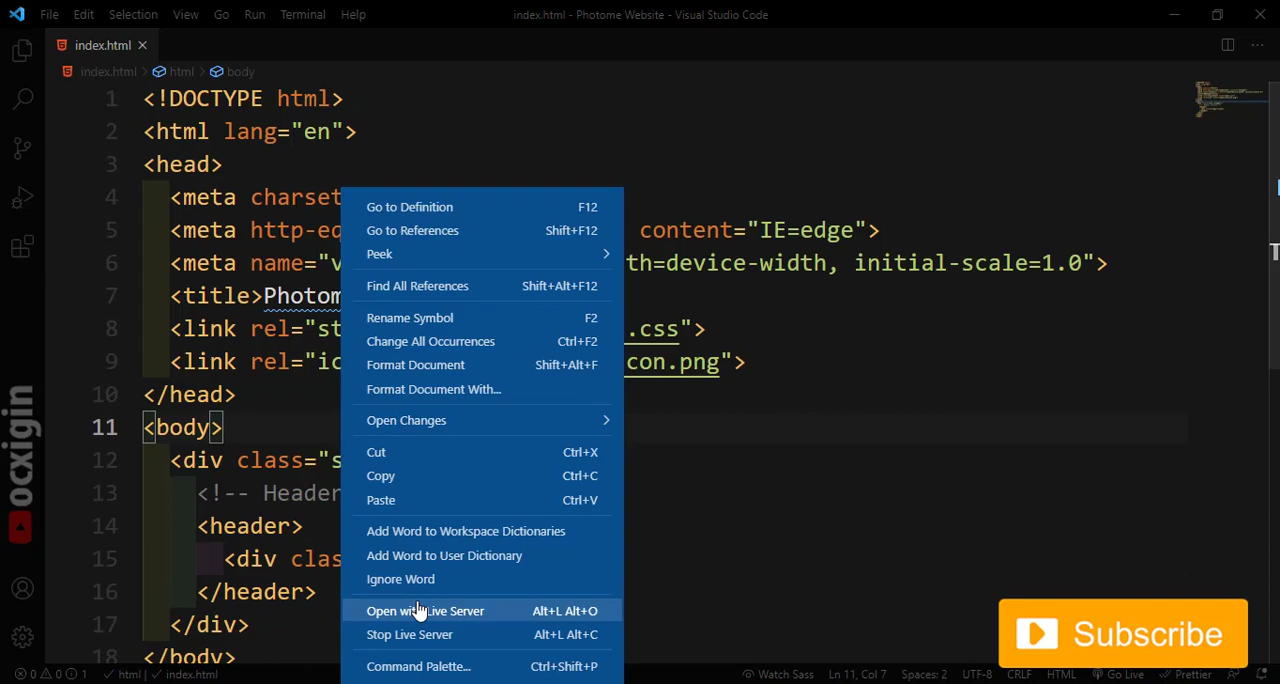 File Edit Selection View Go Run Terminal Help index.html - Photome Website - Visual Studio Code
index.html
index.html > html > body
1 <!DOCTYPE html>
2 <html lang="en">
3 <head>
4 <meta charset
5 <meta http-eq content="IE=edge">
6 <meta name="v th=device-width, initial-scale=1.0">
7 <title>Photom
8 <link rel="st .css">
9 <link rel="ic con.png">
10 </head>
11 <body>
12 <div class="s
13 <!-- Header
14 <header>
15 <div clas
16 </header>
17 </div>
18 </body>
Go to Definition F12
Go to References Shift+F12
Peek
Find All References Shift+Alt+F12
Rename Symbol F2
Change All Occurrences Ctrl+F2
Format Document Shift+Alt+F
Format Document With...
Open Changes
Cut Ctrl+X
Copy Ctrl+C
Paste Ctrl+V
Add Word to Workspace Dictionaries
Add Word to User Dictionary
Ignore Word
Open with Live Server Alt+L Alt+O
Stop Live Server Alt+L Alt+C
Command Palette... Ctrl+Shift+P
ocxigin
Subscribe
0 0 1 html index.html Watch Sass Ln 11, Col 7 Spaces: 2 UTF-8 CRLF HTML Go Live Prettier